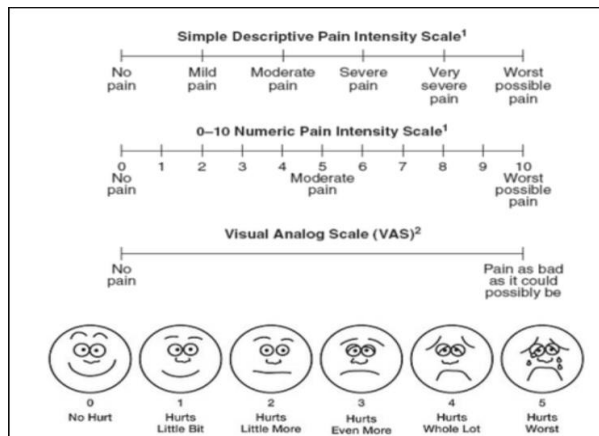 Simple Descriptive Pain Intensity Scale¹
No pain
Mild pain
Moderate pain
Severe pain
Very severe pain
Worst possible pain
0–10 Numeric Pain Intensity Scale¹
0 1 2 3 4 5 6 7 8 9 10
No pain
Moderate pain
Worst possible pain
Visual Analog Scale (VAS)²
No pain
Pain as bad as it could possibly be
0 1 2 3 4 5
No Hurt
Hurts Little Bit
Hurts Little More
Hurts Even More
Hurts Whole Lot
Hurts Worst